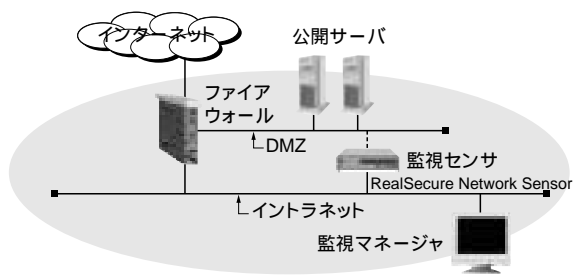 インターネット
公開サーバ
ファイア
ウォール
DMZ
監視センサ
RealSecure Network Sensor
イントラネット
監視マネージャ